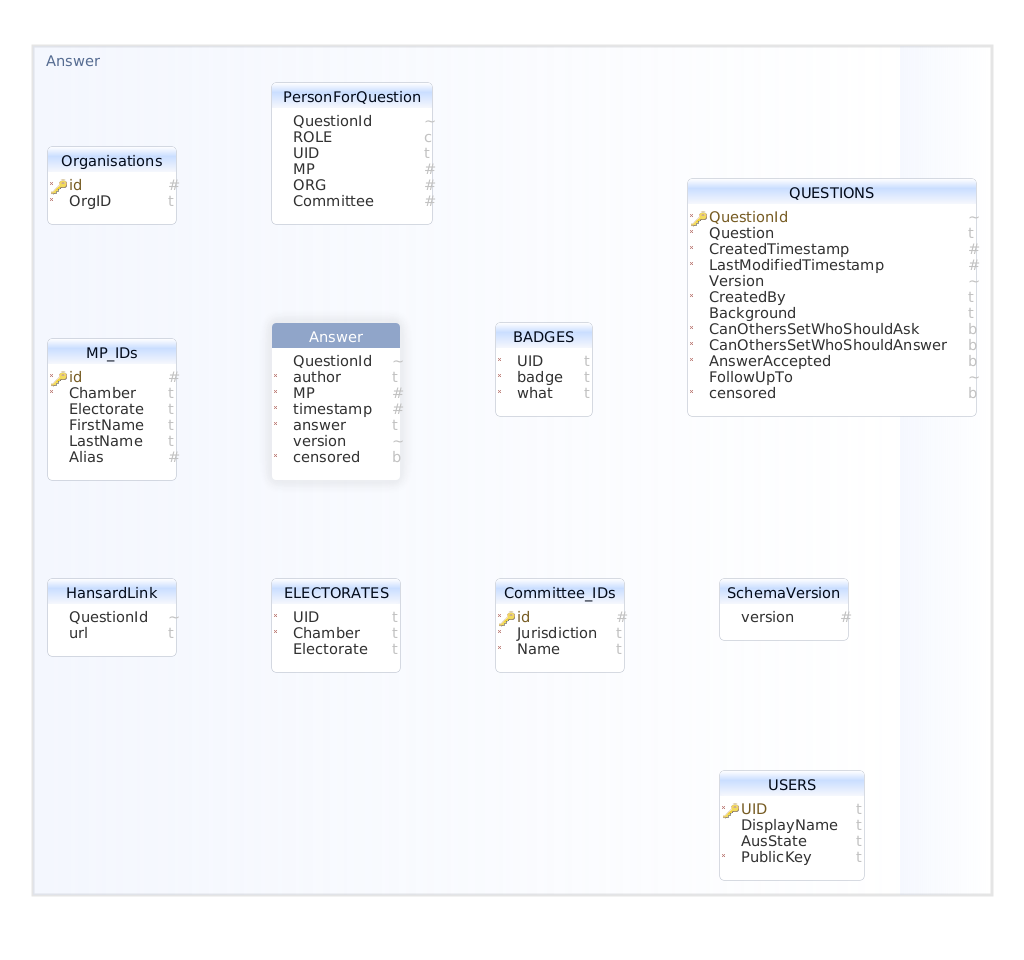 Answer
PersonForQuestion
QuestionId ~
ROLE c
UID t
MP #
ORG #
Committee #
Organisations
id #
OrgID t
QUESTIONS
QuestionId ~
Question t
CreatedTimestamp #
LastModifiedTimestamp #
Version ~
CreatedBy t
Background t
CanOthersSetWhoShouldAsk b
CanOthersSetWhoShouldAnswer b
AnswerAccepted b
FollowUpTo ~
censored b
MP_IDs
id #
Chamber t
Electorate t
FirstName t
LastName t
Alias #
Answer
QuestionId ~
author t
MP #
timestamp #
answer t
version ~
censored b
BADGES
UID t
badge t
what t
HansardLink
QuestionId ~
url t
ELECTORATES
UID t
Chamber t
Electorate t
Committee_IDs
id #
Jurisdiction t
Name t
SchemaVersion
version #
USERS
UID t
DisplayName t
AusState t
PublicKey t